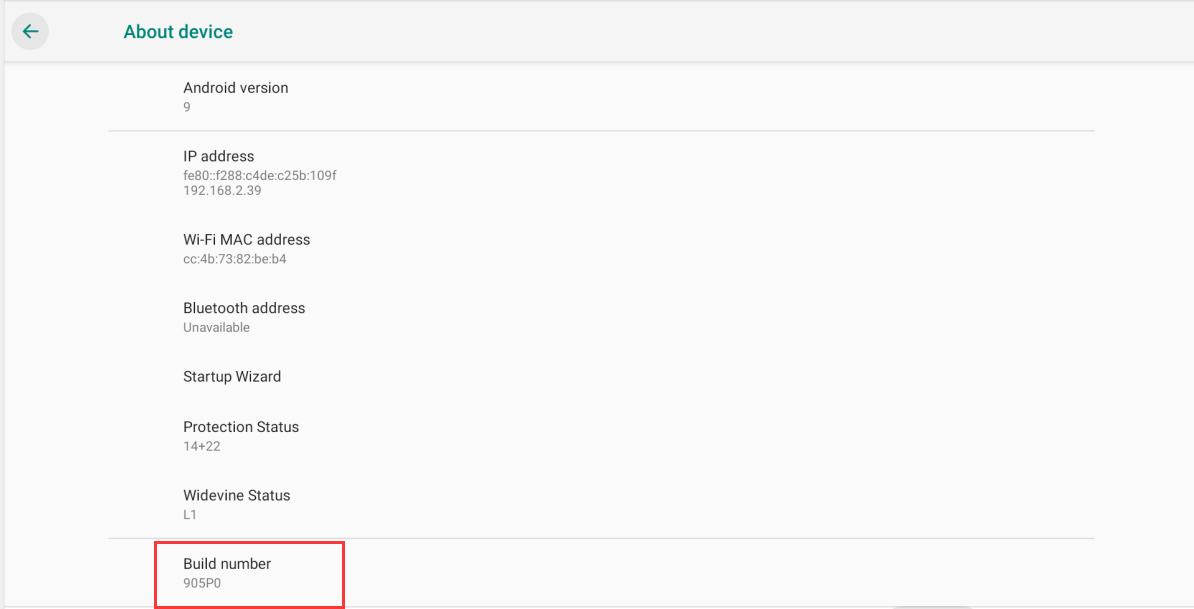 About device
Android version
9
IP address
fe80::f288:c4de:c25b:109f
192.168.2.39
Wi-Fi MAC address
cc:4b:73:82:be:b4
Bluetooth address
Unavailable
Startup Wizard
Protection Status
14+22
Widevine Status
L1
Build number
905P0